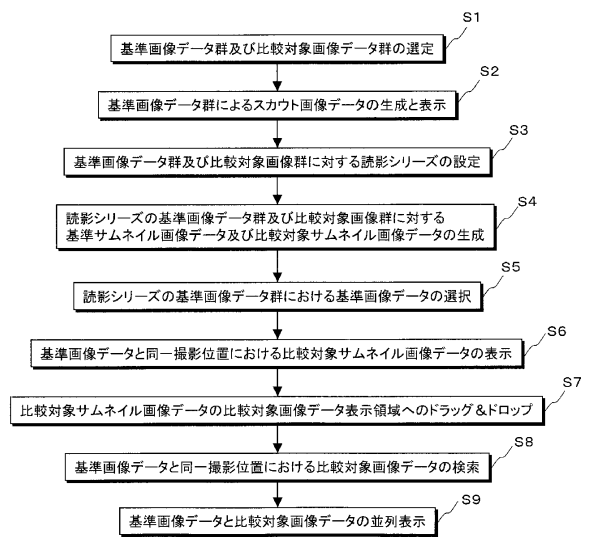 S1
基準画像データ群及び比較対象画像データ群の選定
S2
基準画像データ群によるスカウト画像データの生成と表示
S3
基準画像データ群及び比較対象画像群に対する読影シリーズの設定
S4
読影シリーズの基準画像データ群及び比較対象画像群に対する
基準サムネイル画像データ及び比較対象サムネイル画像データの生成
S5
読影シリーズの基準画像データ群における基準画像データの選択
S6
基準画像データと同一撮影位置における比較対象サムネイル画像データの表示
S7
比較対象サムネイル画像データの比較対象画像データ表示領域へのドラッグ&ドロップ
S8
基準画像データと同一撮影位置における比較対象画像データの検索
S9
基準画像データと比較対象画像データの並列表示